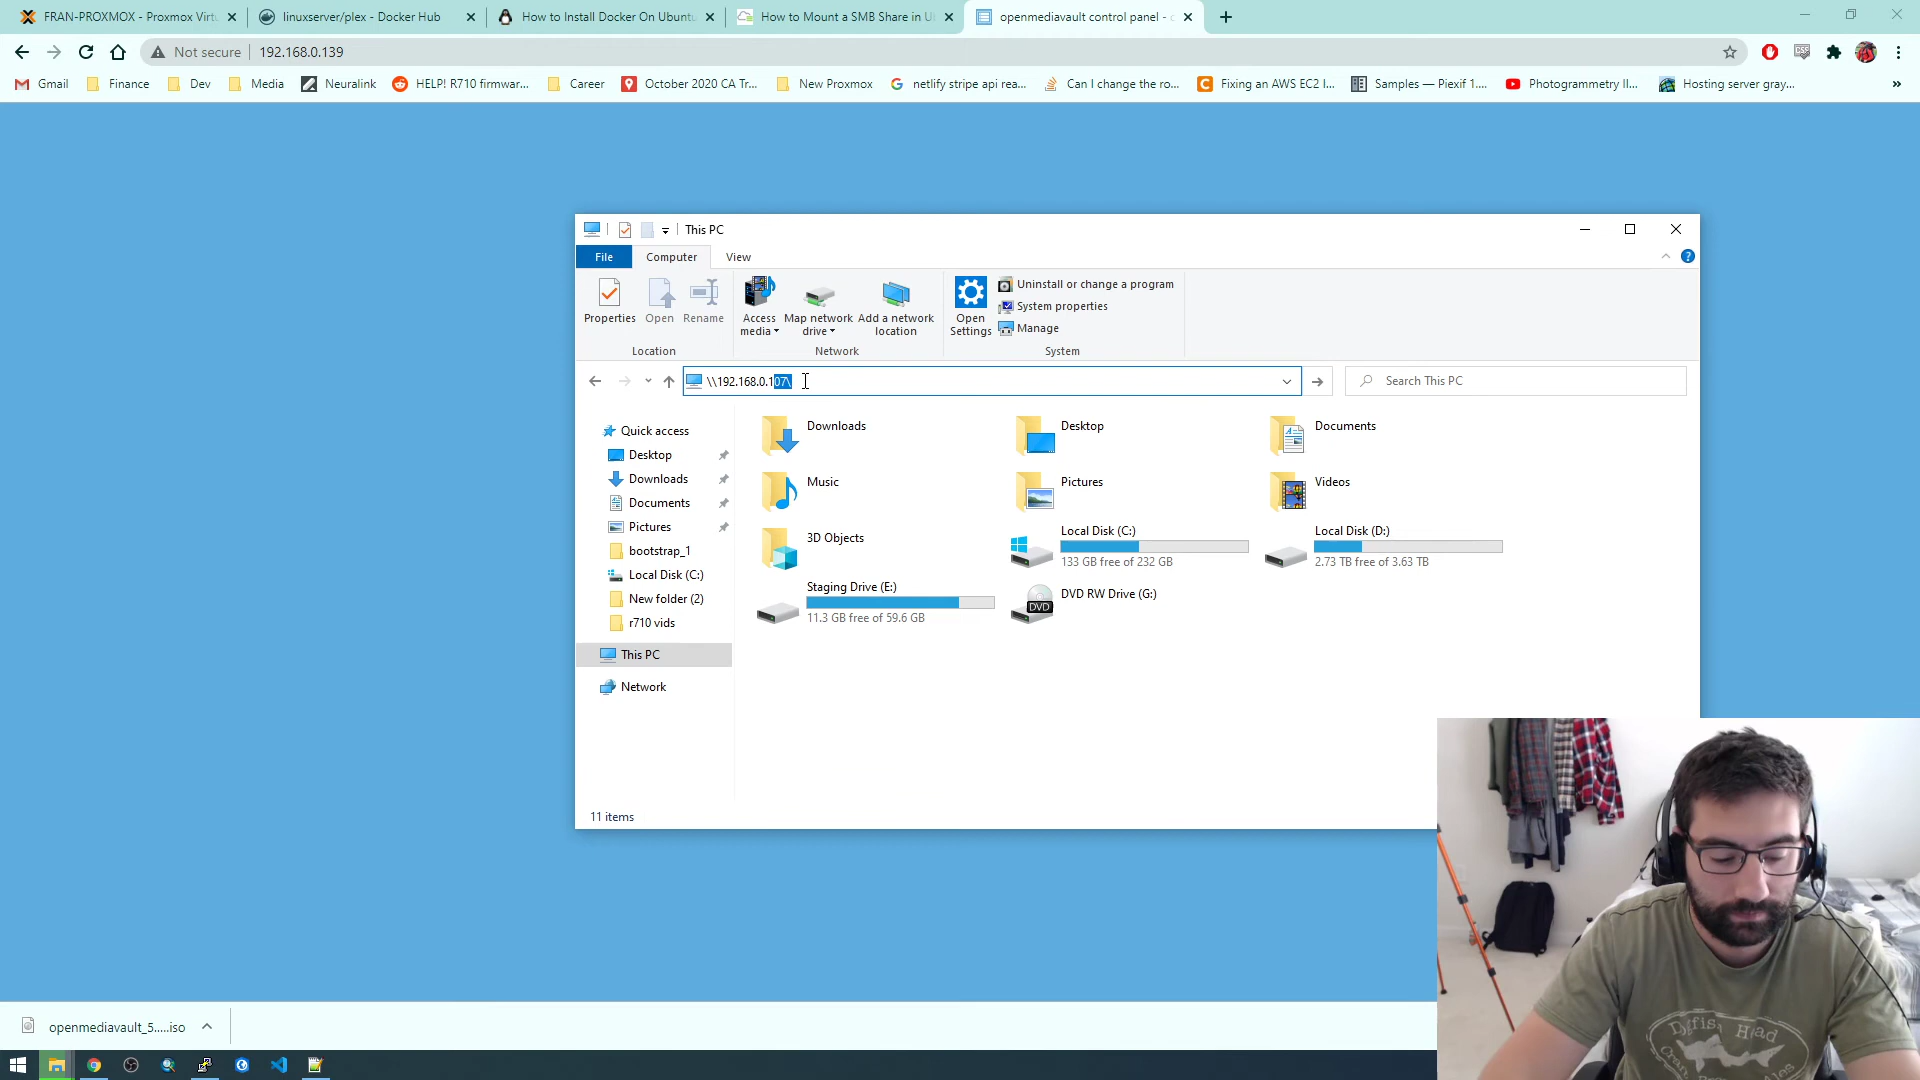 FRAN-PROXMOX - Proxmox Virtu
linuxserver/plex - Docker Hub
How to Install Docker On Ubuntu
How to Mount a SMB Share in U
openmediavault control panel -
Not secure
192.168.0.139
Gmail
Finance
Dev
Media
Neuralink
HELP! R710 firmwar...
Career
October 2020 CA Tr...
New Proxmox
netlify stripe api rea...
Can I change the ro...
Fixing an AWS EC2 I...
Samples — Piexif 1....
Photogrammetry II...
Hosting server gray...
»
This PC
File
Computer
View
Properties
Open
Rename
Access media
Map network drive
Add a network location
Open Settings
Uninstall or change a program
System properties
Manage
Location
Network
System
\\192.168.0.107\
Search This PC
Quick access
Desktop
Downloads
Documents
Pictures
bootstrap_1
Local Disk (C:)
New folder (2)
r710 vids
This PC
Network
Downloads
Desktop
Documents
Music
Pictures
Videos
3D Objects
Local Disk (C:)
133 GB free of 232 GB
Local Disk (D:)
2.73 TB free of 3.63 TB
Staging Drive (E:)
11.3 GB free of 59.6 GB
DVD
DVD RW Drive (G:)
11 items
openmediavault_5.....iso
Dogfish Head